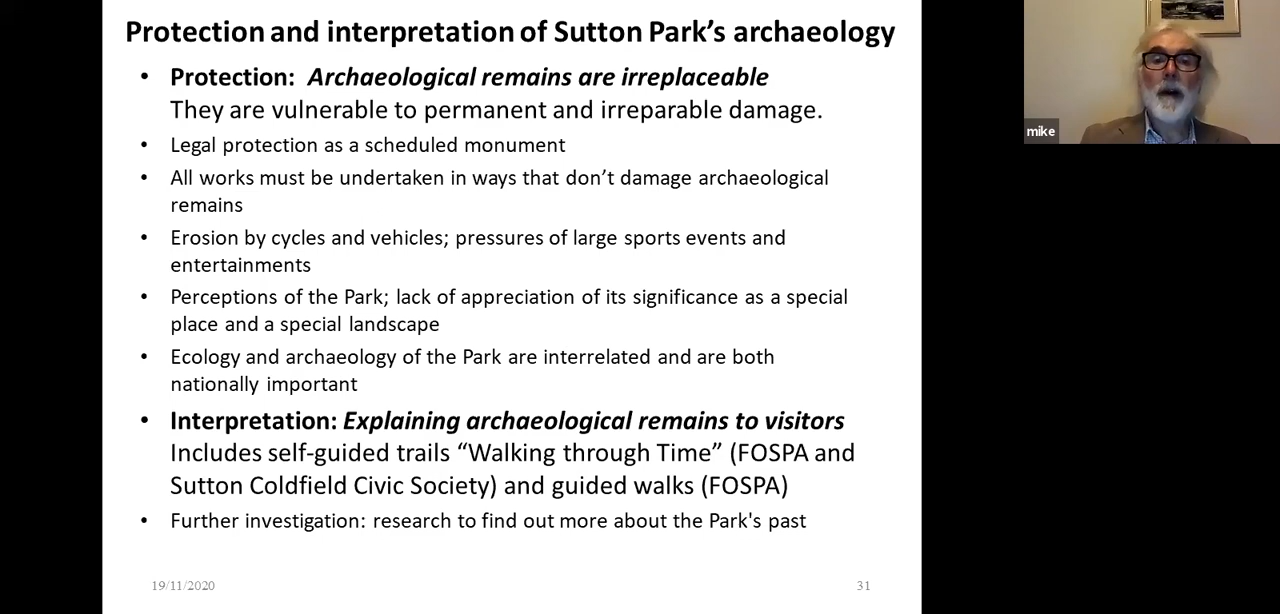 Protection and interpretation of Sutton Park’s archaeology
• Protection: Archaeological remains are irreplaceable
They are vulnerable to permanent and irreparable damage.
• Legal protection as a scheduled monument
• All works must be undertaken in ways that don’t damage archaeological
remains
• Erosion by cycles and vehicles; pressures of large sports events and
entertainments
• Perceptions of the Park; lack of appreciation of its significance as a special
place and a special landscape
• Ecology and archaeology of the Park are interrelated and are both
nationally important
• Interpretation: Explaining archaeological remains to visitors
Includes self-guided trails “Walking through Time” (FOSPA and
Sutton Coldfield Civic Society) and guided walks (FOSPA)
• Further investigation: research to find out more about the Park's past
19/11/2020
31
mike